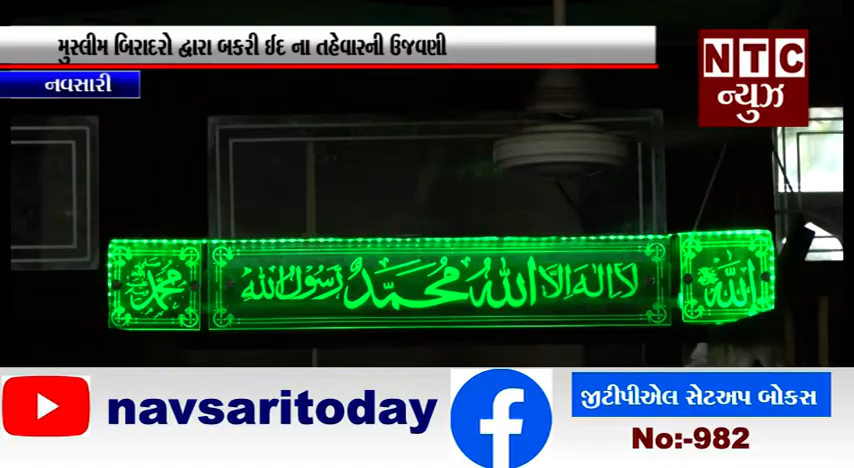 મુસ્લીમ બિરાદરો દ્વારા બકરી ઈદ ના તહેવારની ઉજવણી
નવસારી
NTC
ન્યુઝ
محمد
لا اله الا الله محمد رسول الله
الله
navsaritoday
જીટીપીએલ સેટઅપ બોકસ
No:-982